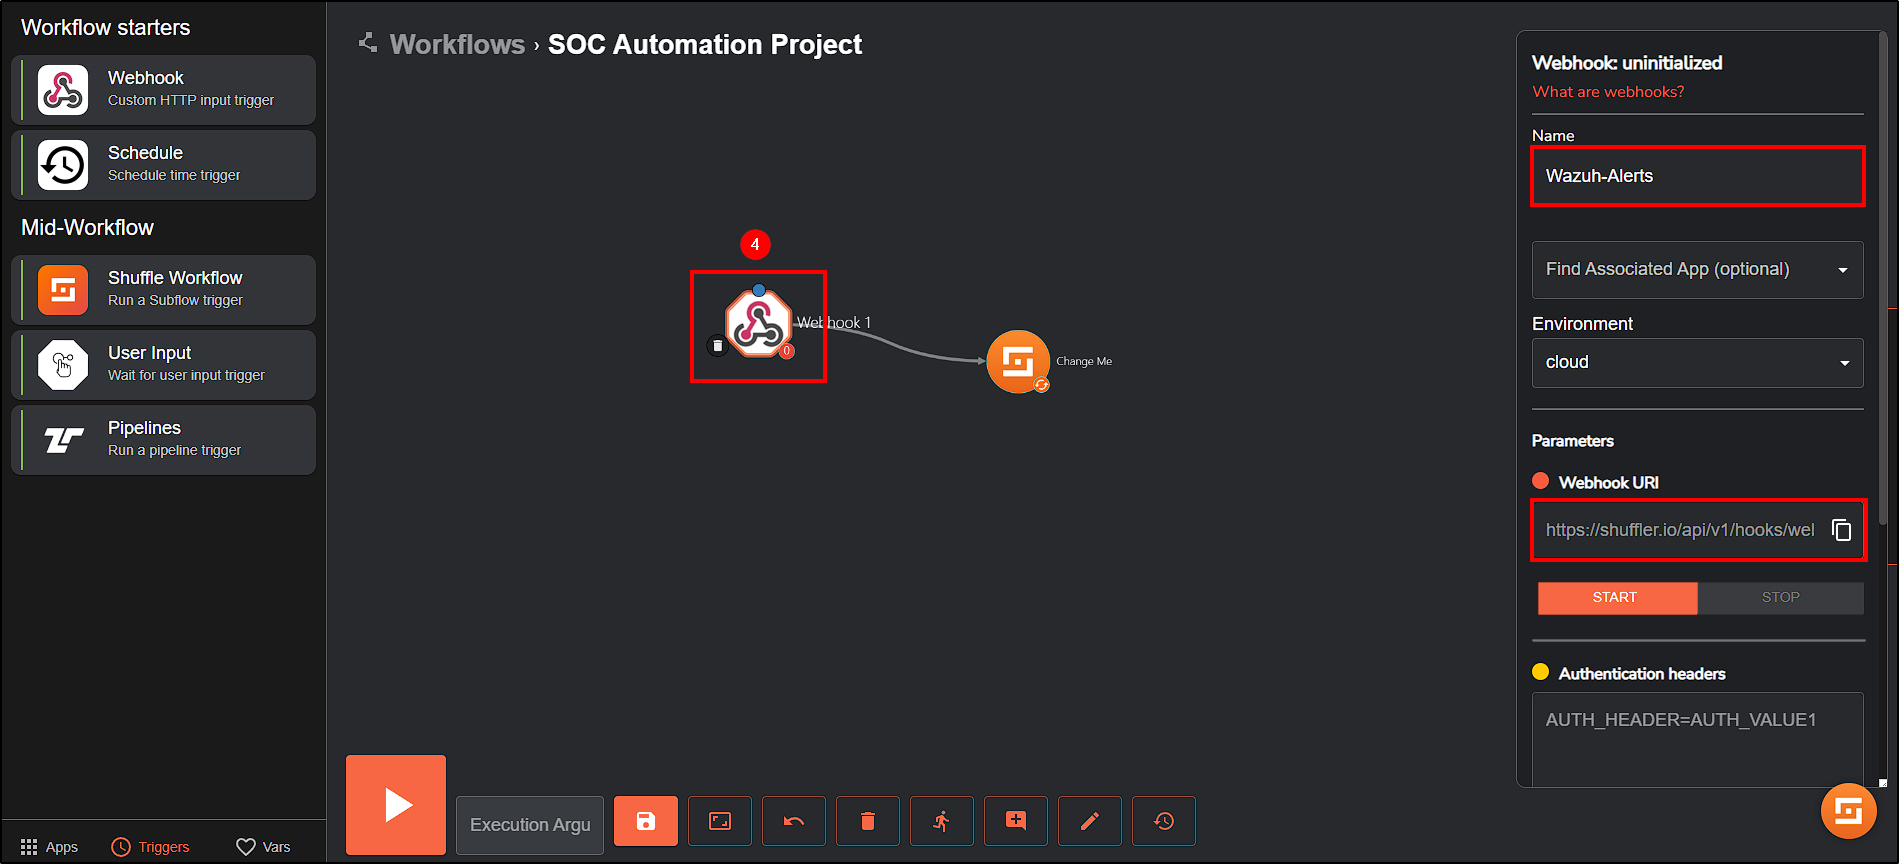 Workflow starters
Webhook
Custom HTTP input trigger
Schedule
Schedule time trigger
Mid-Workflow
Shuffle Workflow
Run a Subflow trigger
User Input
Wait for user input trigger
Pipelines
Run a pipeline trigger
Apps
Triggers
Vars
Workflows › SOC Automation Project
4
Webhook 1
0
Change Me
Execution Argu
Webhook: uninitialized
What are webhooks?
Name
Wazuh-Alerts
Find Associated App (optional)
Environment
cloud
Parameters
Webhook URI
https://shuffler.io/api/v1/hooks/wel
START
STOP
Authentication headers
AUTH_HEADER=AUTH_VALUE1